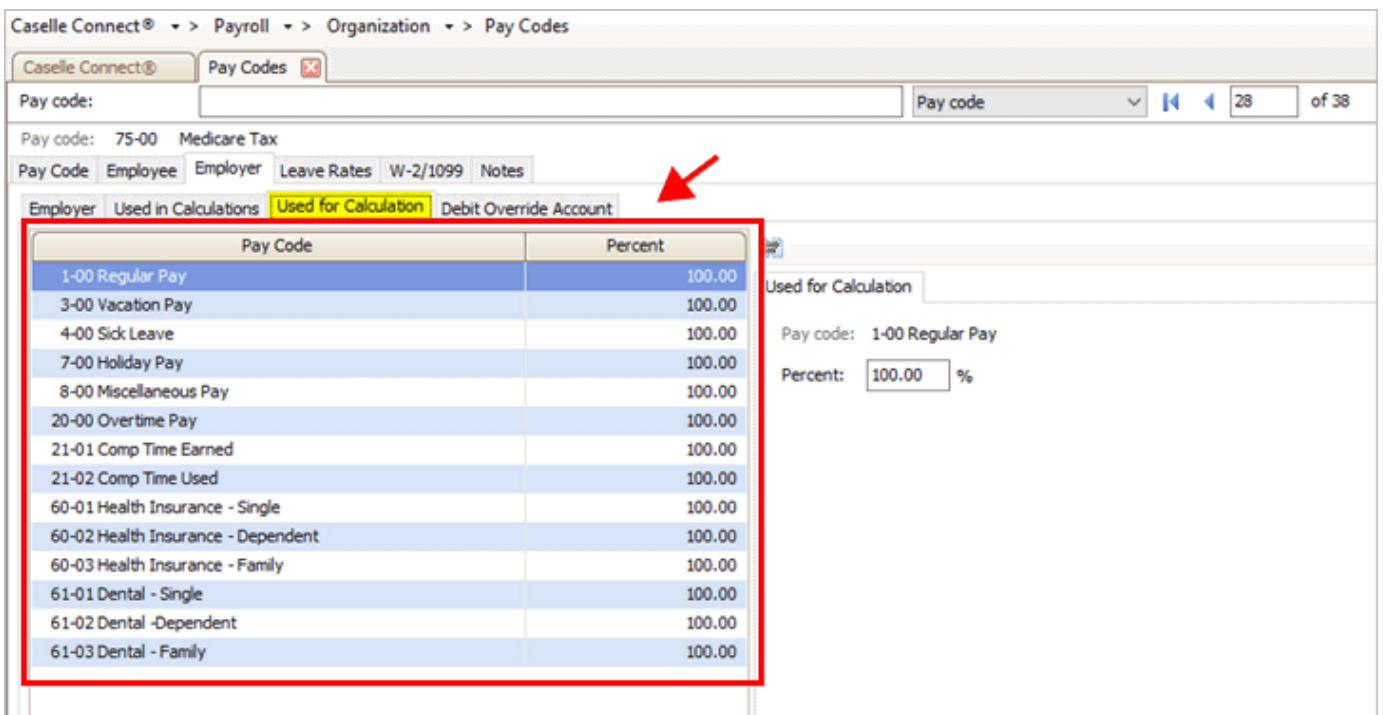 Caselle Connect® > Payroll > Organization > Pay Codes
Caselle Connect® Pay Codes
Pay code: Pay code 28 of 38
Pay code: 75-00 Medicare Tax
Pay Code Employee Employer Leave Rates W-2/1099 Notes
Employer Used in Calculations Used for Calculation Debit Override Account
Pay Code Percent
1-00 Regular Pay 100.00
3-00 Vacation Pay 100.00
4-00 Sick Leave 100.00
7-00 Holiday Pay 100.00
8-00 Miscellaneous Pay 100.00
20-00 Overtime Pay 100.00
21-01 Comp Time Earned 100.00
21-02 Comp Time Used 100.00
60-01 Health Insurance - Single 100.00
60-02 Health Insurance - Dependent 100.00
60-03 Health Insurance - Family 100.00
61-01 Dental - Single 100.00
61-02 Dental -Dependent 100.00
61-03 Dental - Family 100.00
Used for Calculation
Pay code: 1-00 Regular Pay
Percent: 100.00 %